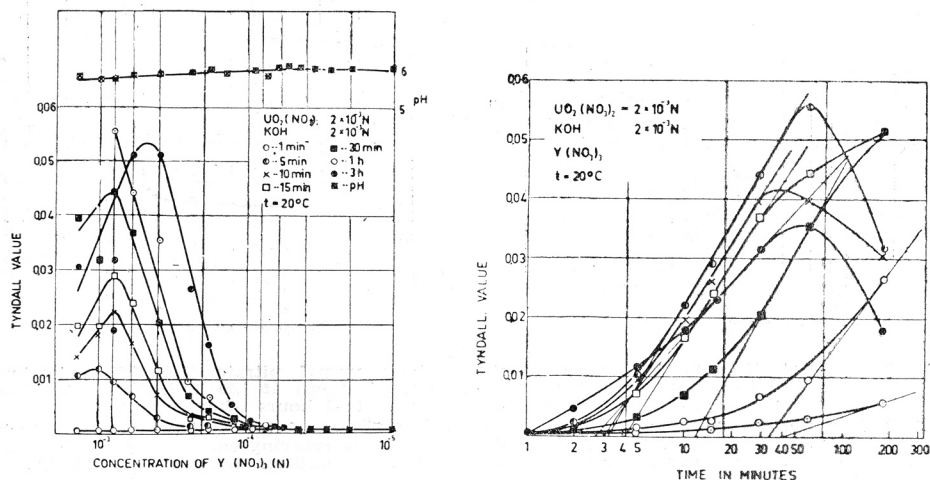 6
5 pH
0,06
0,05
0,04
0,03
0,02
0,01
TYNDALL VALUE
UO₂(NO₃)₂ 2×10⁻³N
KOH 2×10⁻³N
1 min 30 min
5 min 1 h
10 min 3 h
15 min pH
t = 20°C
10⁻³ 10⁻⁴ 10⁻⁵
CONCENTRATION OF Y (NO₃)₃ (N)
0,06
0,05
0,04
0,03
0,02
0,01
TYNDALL VALUE
UO₂(NO₃)₂ = 2×10⁻³N
KOH 2×10⁻³N
Y(NO₃)₃
t = 20°C
1 2 3 4 5 10 20 30 40 50 100 200 300
TIME IN MINUTES